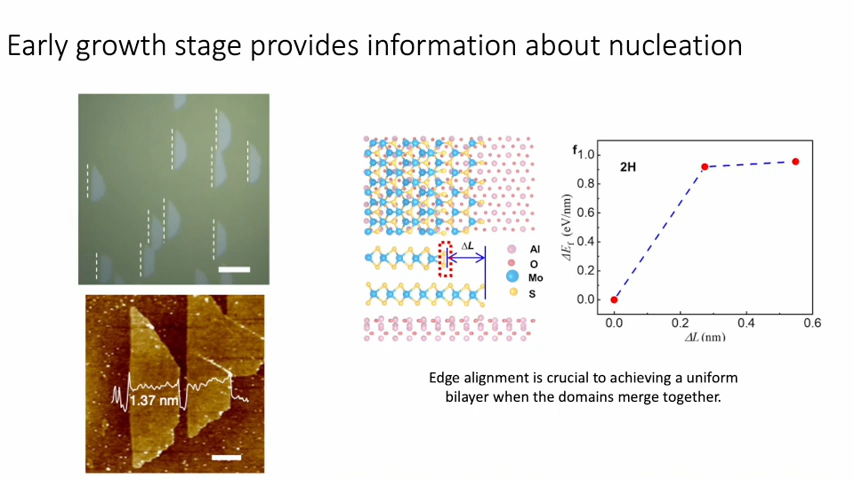 Early growth stage provides information about nucleation
1.37 nm
ΔL
Al
O
Mo
S
f
2H
ΔEf (eV/nm)
1.0
0.8
0.6
0.4
0.2
0.0
0.0 0.2 0.4 0.6
ΔL (nm)
Edge alignment is crucial to achieving a uniform
bilayer when the domains merge together.